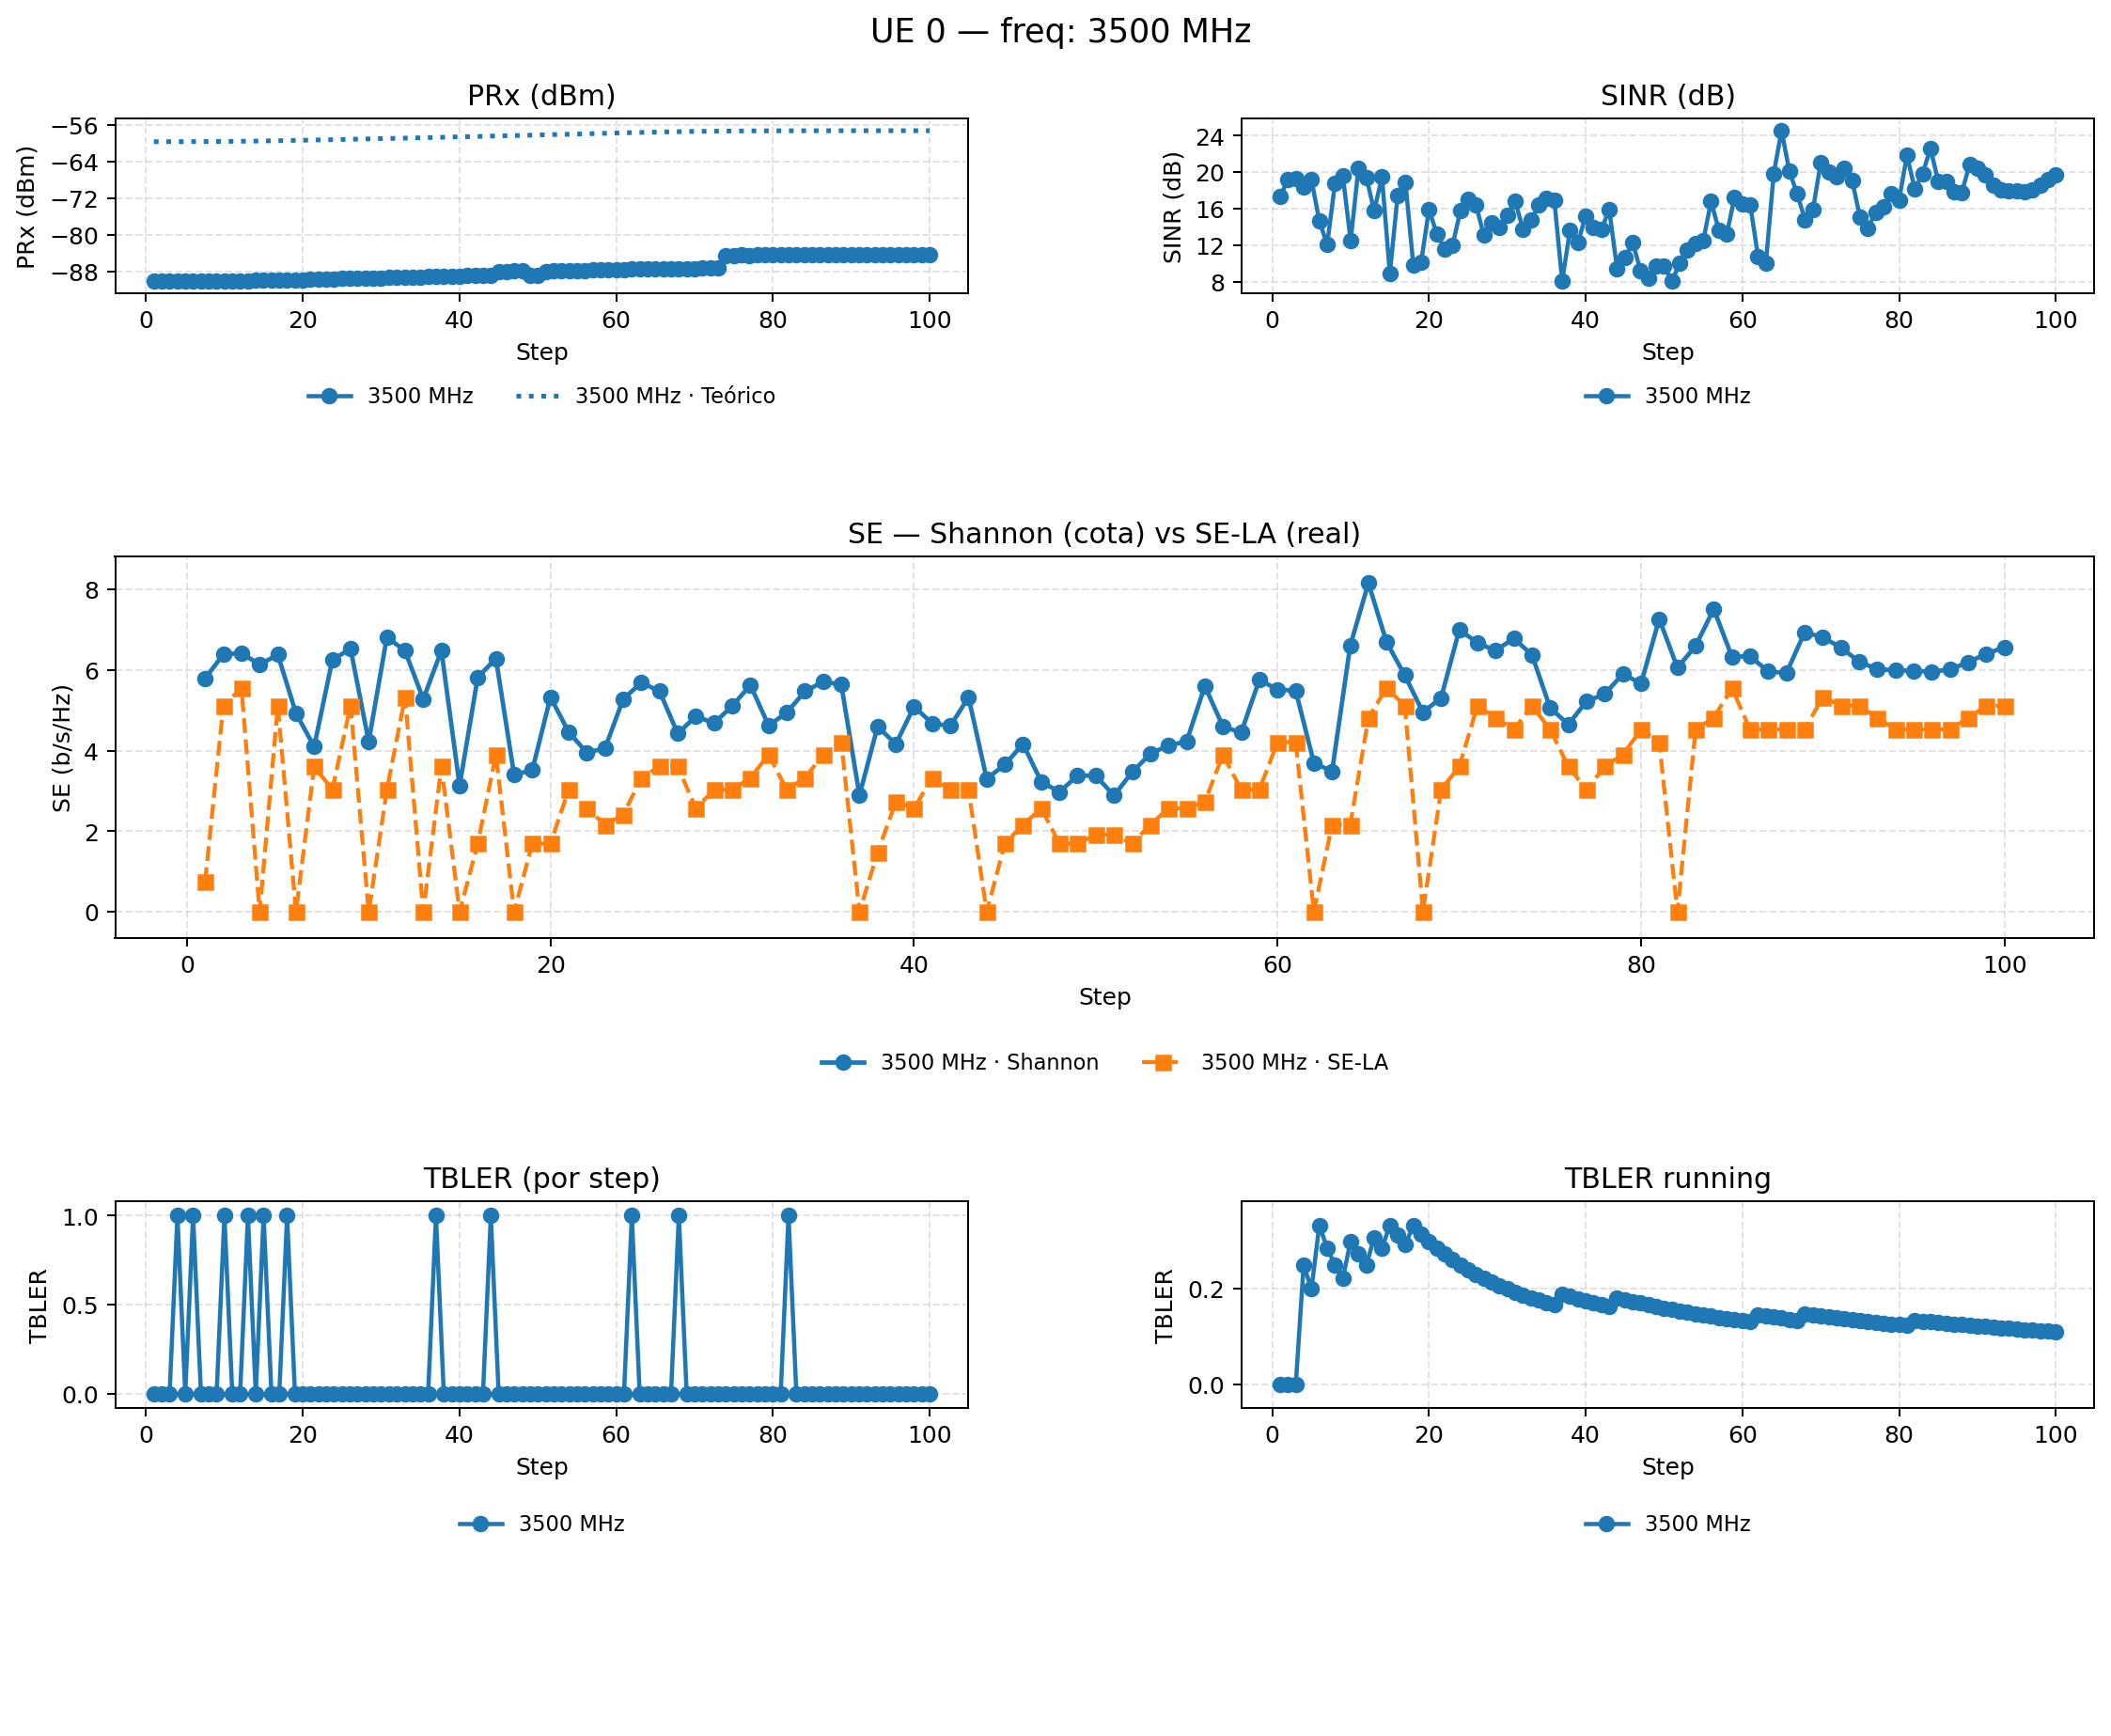 UE 0 — freq: 3500 MHz
PRx (dBm)
PRx (dBm)
−56
−64
−72
−80
−88
0 20 40 60 80 100
Step
3500 MHz 3500 MHz · Teórico
SINR (dB)
SINR (dB)
24
20
16
12
8
0 20 40 60 80 100
Step
3500 MHz
SE — Shannon (cota) vs SE-LA (real)
SE (b/s/Hz)
8
6
4
2
0
0 20 40 60 80 100
Step
3500 MHz · Shannon 3500 MHz · SE-LA
TBLER (por step)
TBLER
1.0
0.5
0.0
0 20 40 60 80 100
Step
3500 MHz
TBLER running
TBLER
0.2
0.0
0 20 40 60 80 100
Step
3500 MHz